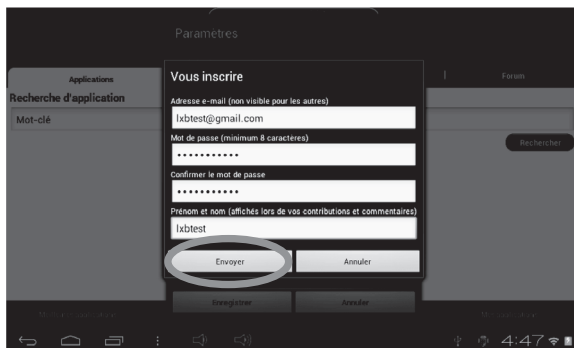 Paramètres
Applications
Forum
Recherche d'application
Mot-clé
Rechercher
Vous inscrire
Adresse e-mail (non visible pour les autres)
lxbtest@gmail.com
Mot de passe (minimum 8 caractères)
•••••••••••
Confirmer le mot de passe
•••••••••••
Prénom et nom (affichés lors de vos contributions et commentaires)
lxbtest
Envoyer
Annuler
Enregistrer
Annuler
4:47